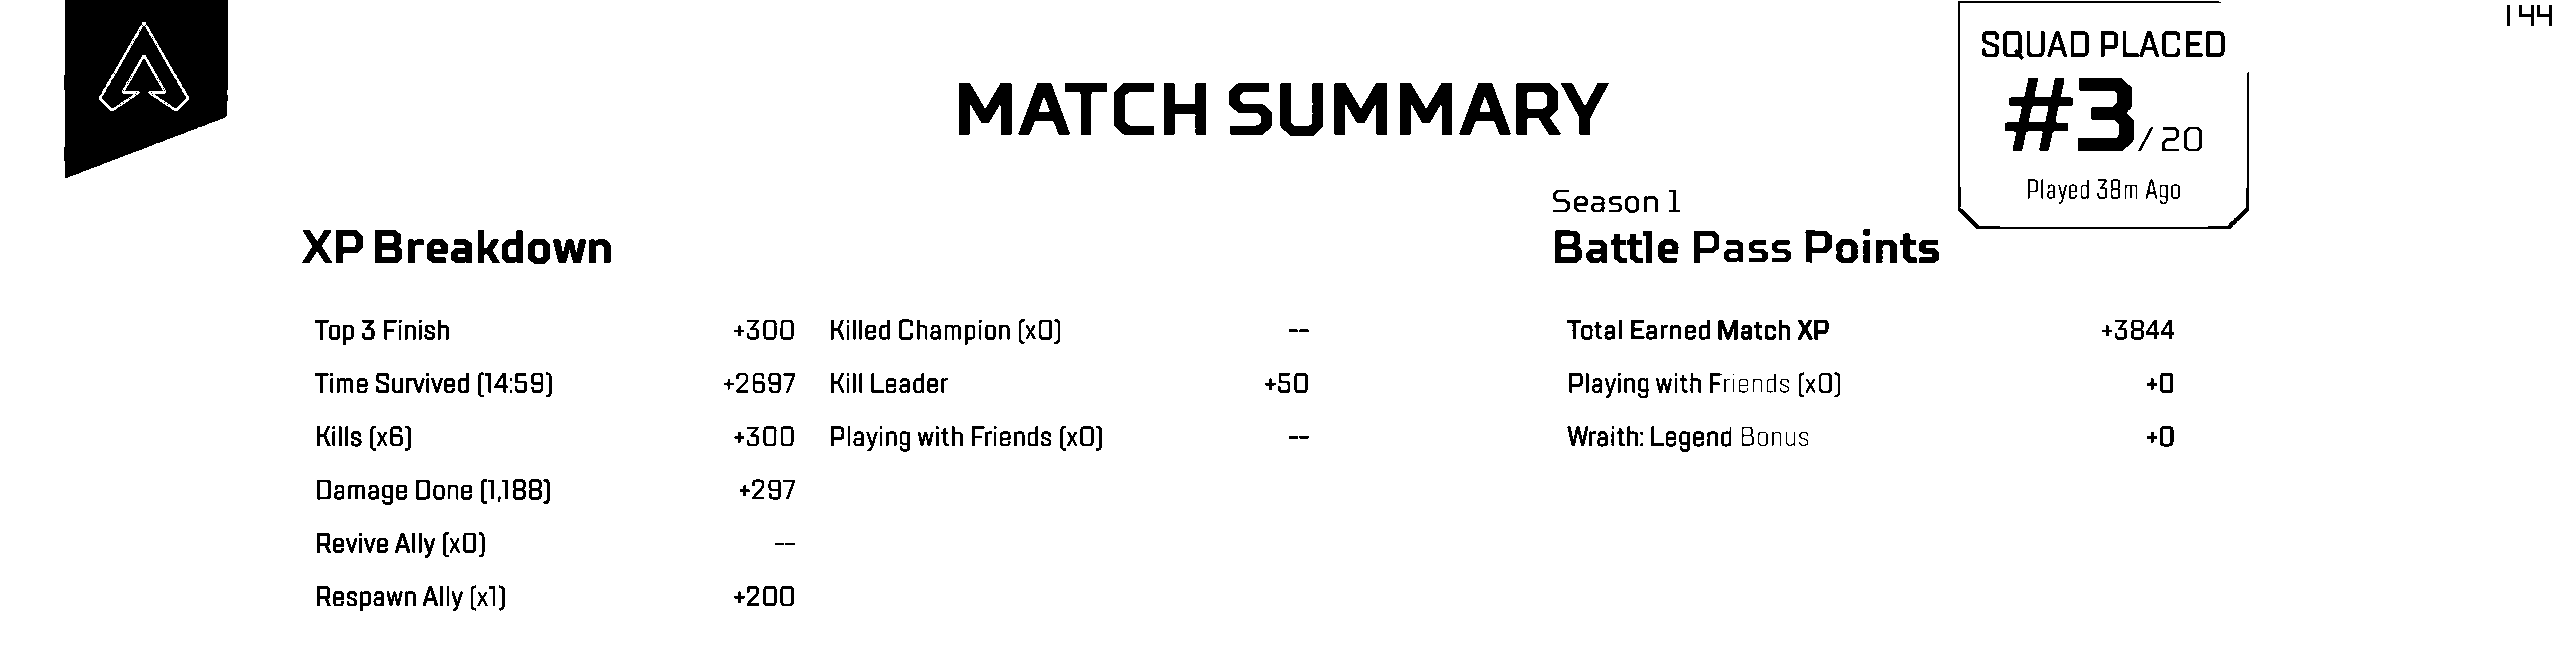 144
SQUAD PLACED
#3/20
Played 38m Ago
MATCH SUMMARY
XP Breakdown
Top 3 Finish +300
Time Survived (14:59) +2697
Kills (x6) +300
Damage Done (1,188) +297
Revive Ally (x0) --
Respawn Ally (x1) +200
Killed Champion (x0) --
Kill Leader +50
Playing with Friends (x0) --
Season 1
Battle Pass Points
Total Earned Match XP +3844
Playing with Friends (x0) +0
Wraith: Legend Bonus +0